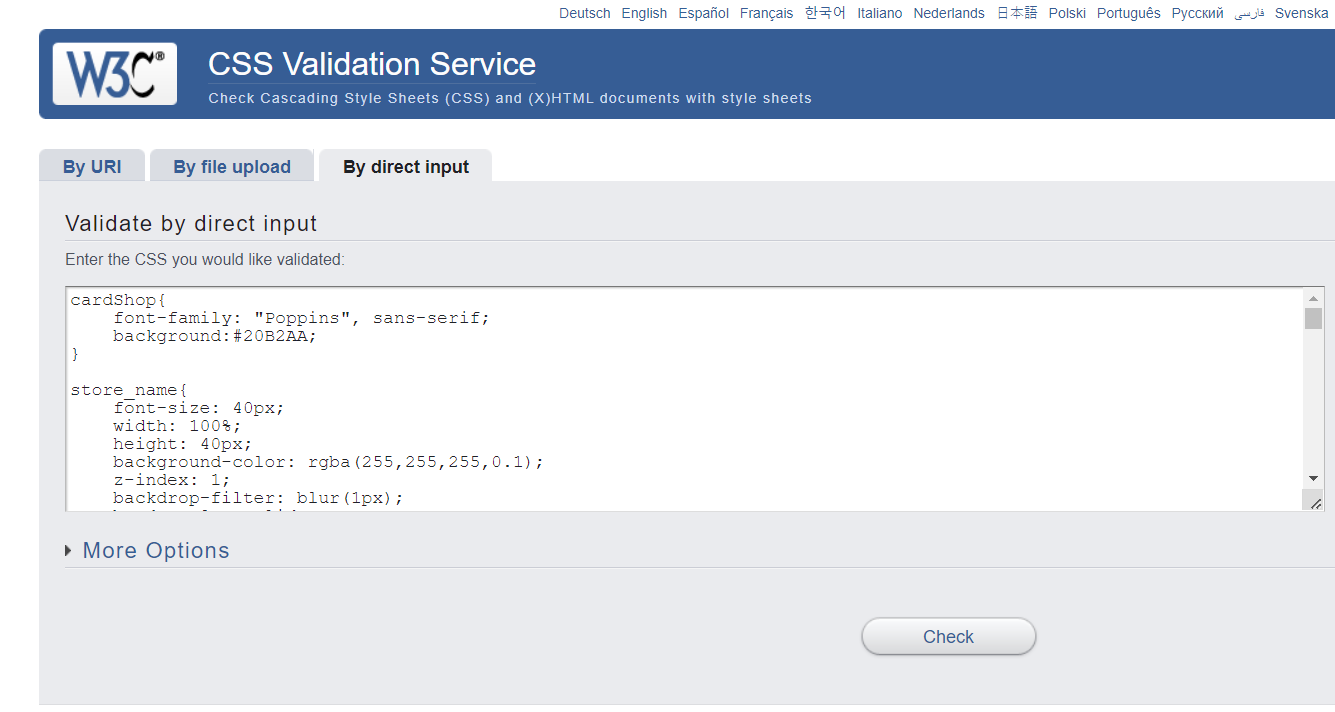 Deutsch English Español Français 한국어 Italiano Nederlands 日本語 Polski Português Русский فارسی Svenska
W3C®
CSS Validation Service
Check Cascading Style Sheets (CSS) and (X)HTML documents with style sheets
By URI By file upload By direct input
Validate by direct input
Enter the CSS you would like validated:
cardShop{
font-family: "Poppins", sans-serif;
background:#20B2AA;
}
store_name{
font-size: 40px;
width: 100%;
height: 40px;
background-color: rgba(255,255,255,0.1);
z-index: 1;
backdrop-filter: blur(1px);
More Options
Check